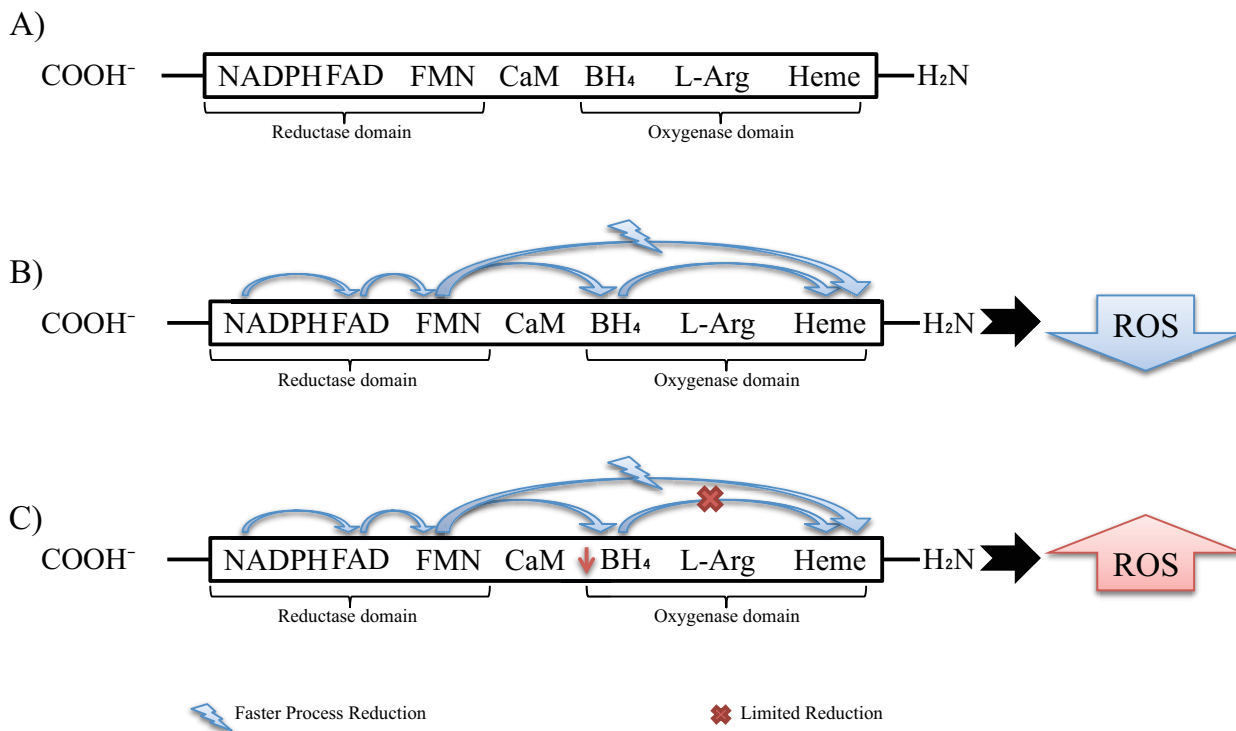 A)
COOH⁻ NADPH FAD FMN CaM BH₄ L-Arg Heme H₂N
Reductase domain Oxygenase domain
B)
COOH⁻ NADPH FAD FMN CaM BH₄ L-Arg Heme H₂N ROS
Reductase domain Oxygenase domain
C)
COOH⁻ NADPH FAD FMN CaM BH₄ L-Arg Heme H₂N ROS
Reductase domain Oxygenase domain
Faster Process Reduction Limited Reduction